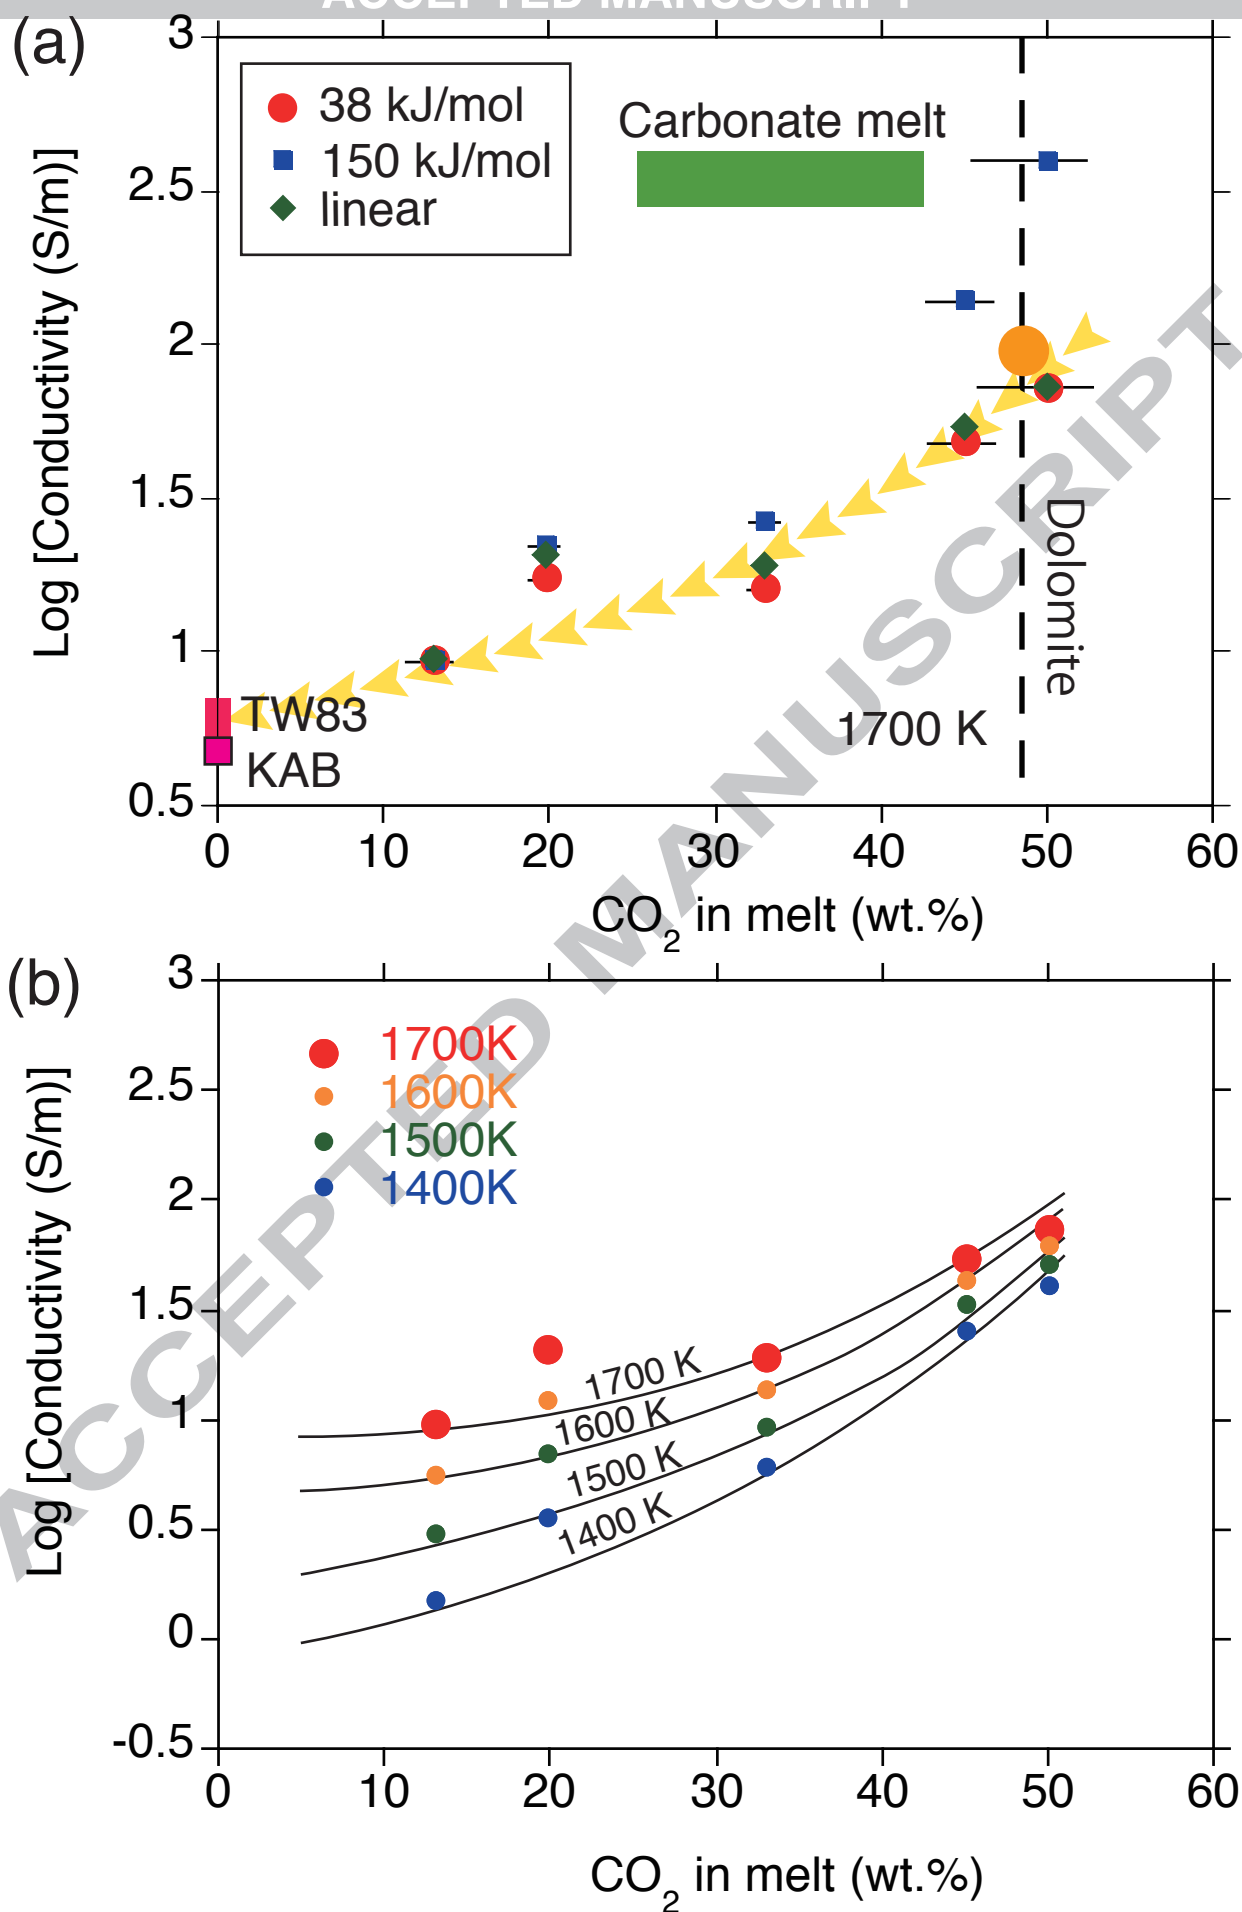 ACCEPTED MANUSCRIPT
(a)
3
2.5
2
1.5
1
0.5
Log [Conductivity (S/m)]
38 kJ/mol
150 kJ/mol
linear
Carbonate melt
Dolomite
TW83
KAB
1700 K
0 10 20 30 40 50 60
CO2 in melt (wt.%)
(b)
3
2.5
2
1.5
1
0.5
0
-0.5
Log [Conductivity (S/m)]
1700K
1600K
1500K
1400K
1700 K
1600 K
1500 K
1400 K
0 10 20 30 40 50 60
CO2 in melt (wt.%)
ACCEPTED MANUSCRIPT